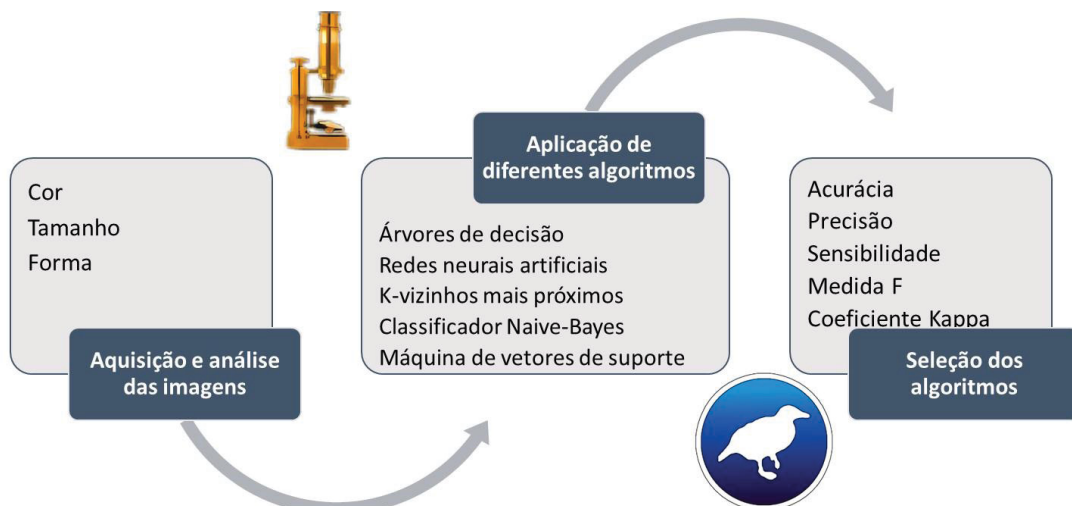 Cor
Tamanho
Forma
Aquisição e análise
das imagens
Aplicação de
diferentes algoritmos
Árvores de decisão
Redes neurais artificiais
K-vizinhos mais próximos
Classificador Naive-Bayes
Máquina de vetores de suporte
Acurácia
Precisão
Sensibilidade
Medida F
Coeficiente Kappa
Seleção dos
algoritmos